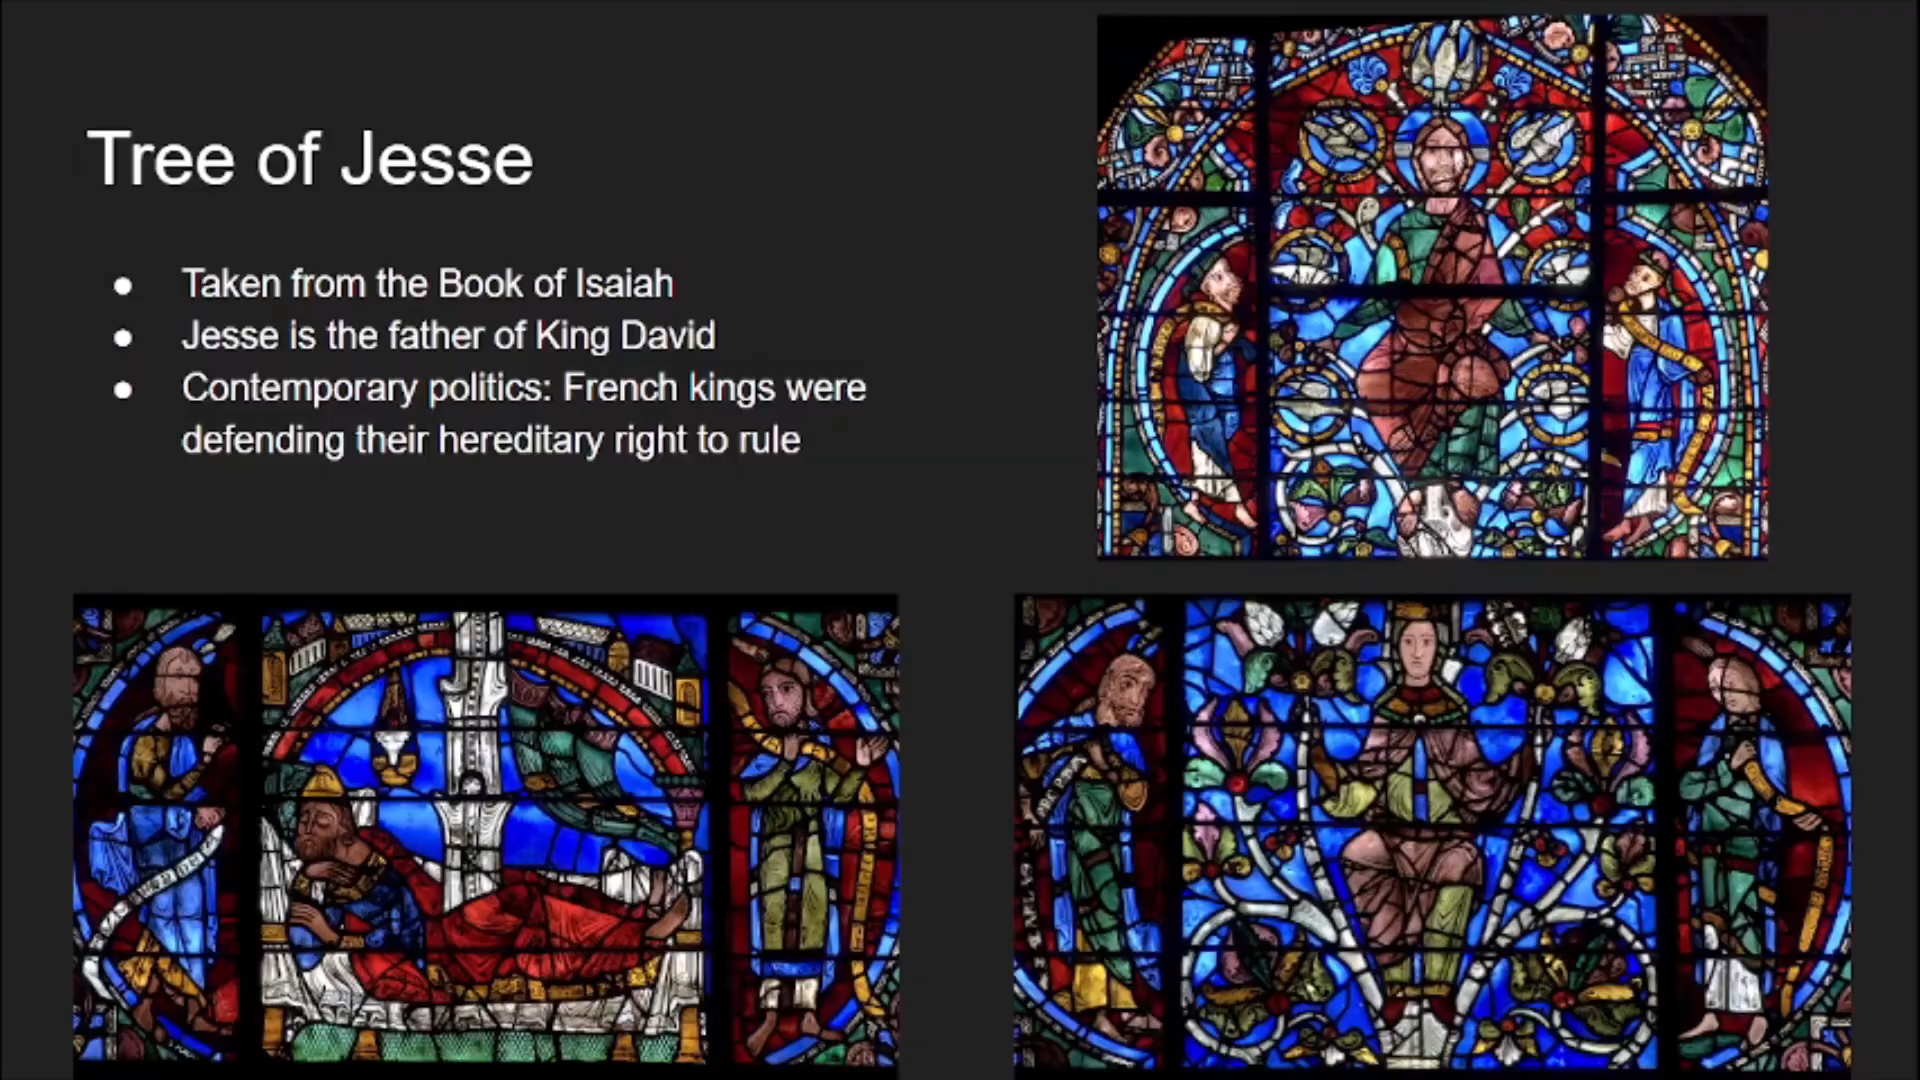 Tree of Jesse
● Taken from the Book of Isaiah
● Jesse is the father of King David
● Contemporary politics: French kings were
defending their hereditary right to rule